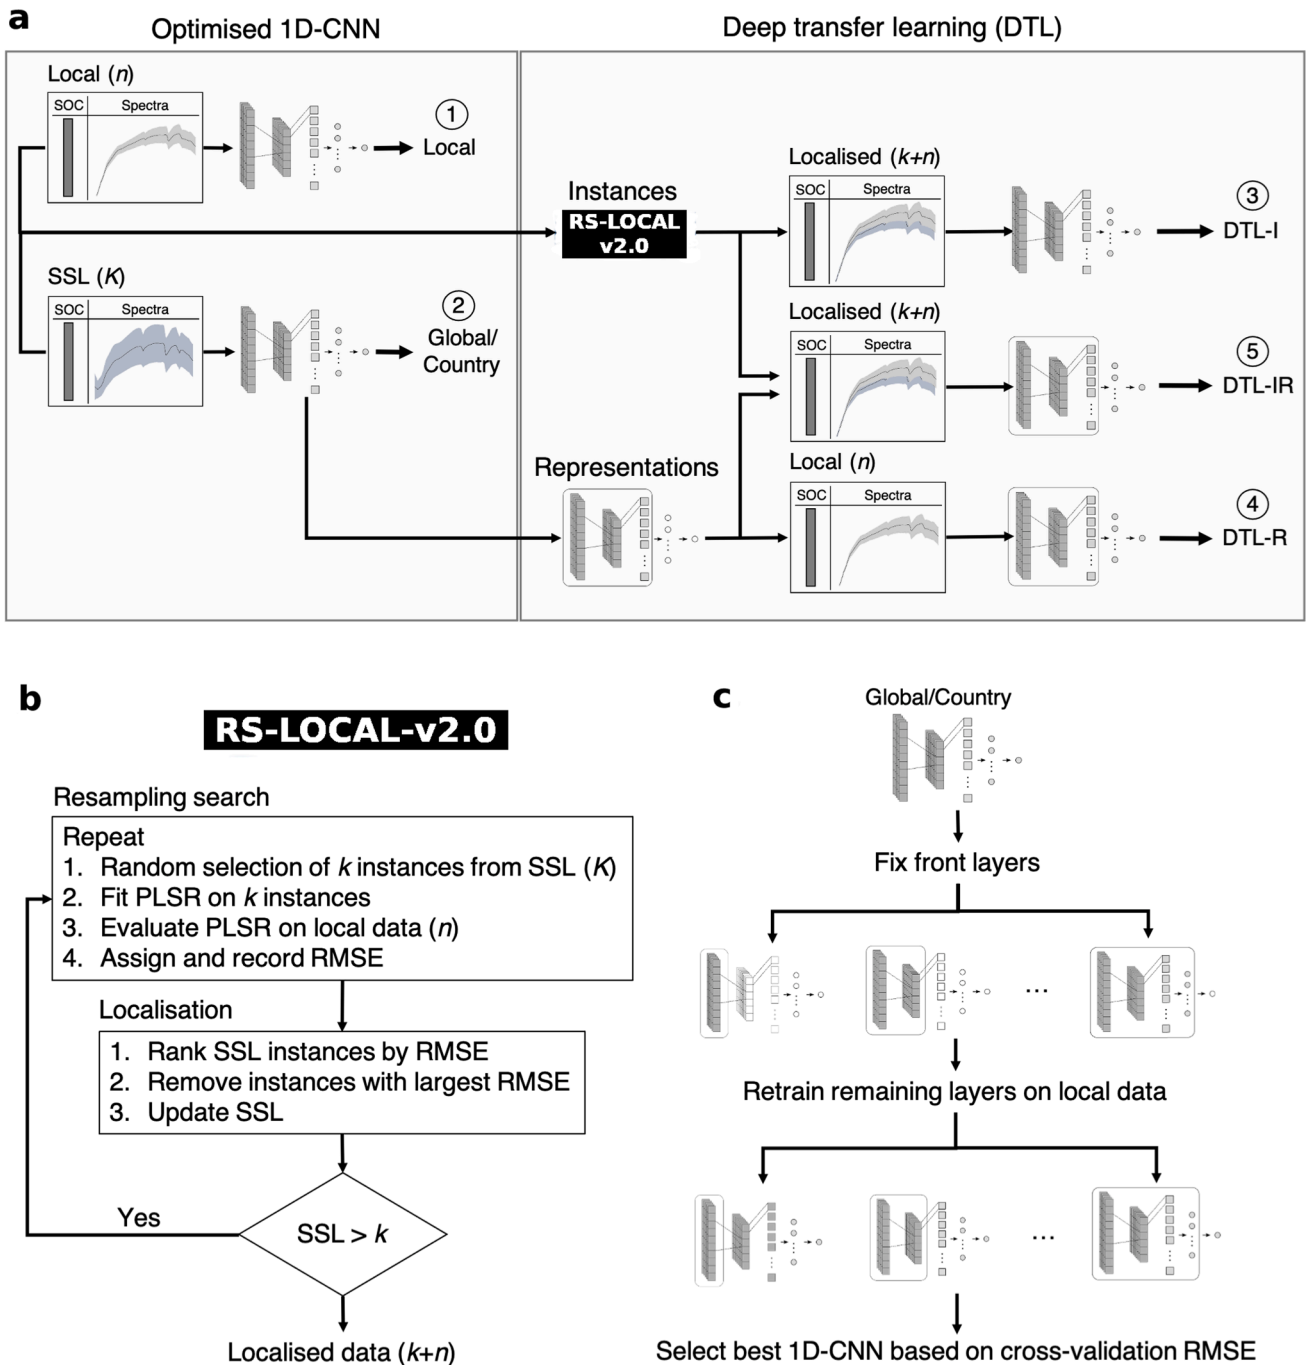 a
Optimised 1D-CNN
Deep transfer learning (DTL)
Local (n)
SOC Spectra
1
Local
SSL (K)
SOC Spectra
2
Global/
Country
Instances
RS-LOCAL
v2.0
Representations
Localised (k+n)
SOC Spectra
3
DTL-I
Localised (k+n)
SOC Spectra
5
DTL-IR
Local (n)
SOC Spectra
4
DTL-R
b
RS-LOCAL-v2.0
Resampling search
Repeat
1. Random selection of k instances from SSL (K)
2. Fit PLSR on k instances
3. Evaluate PLSR on local data (n)
4. Assign and record RMSE
Localisation
1. Rank SSL instances by RMSE
2. Remove instances with largest RMSE
3. Update SSL
Yes
SSL > k
Localised data (k+n)
c
Global/Country
Fix front layers
...
Retrain remaining layers on local data
...
Select best 1D-CNN based on cross-validation RMSE